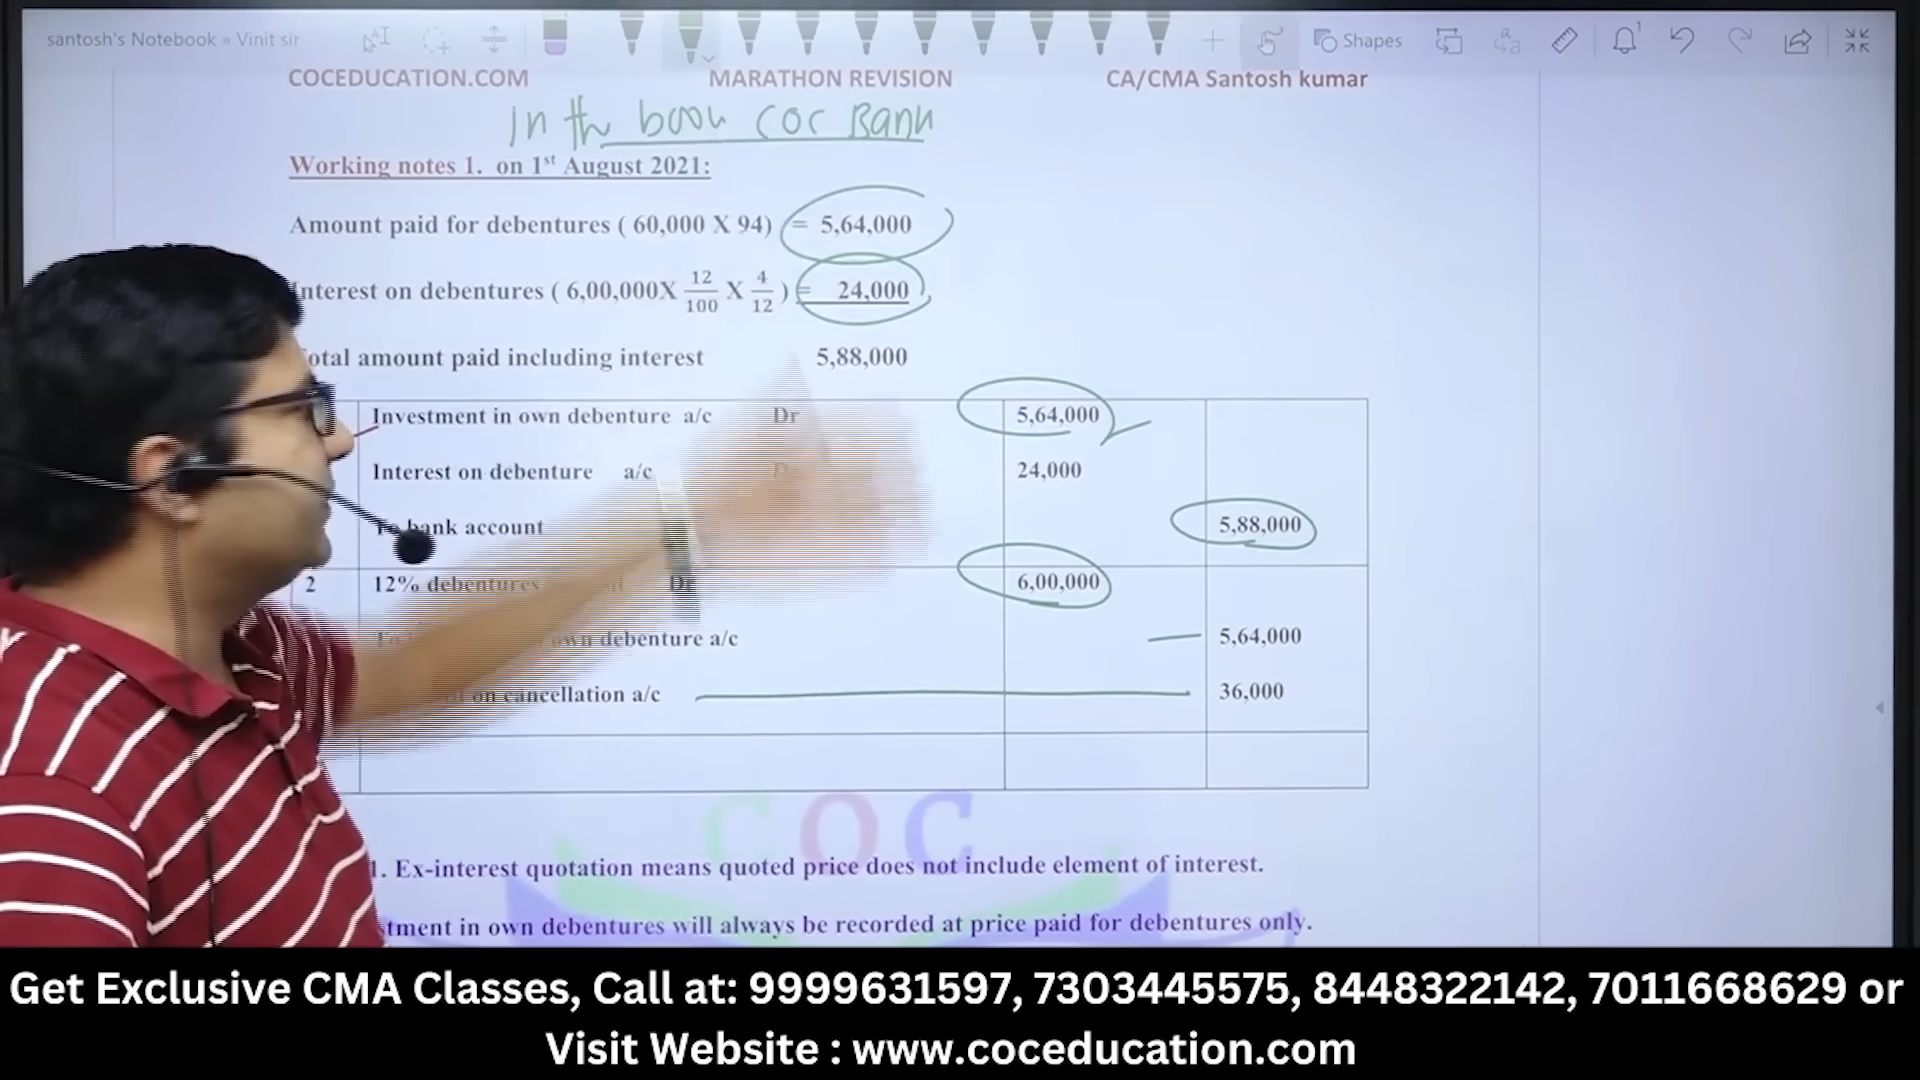 santosh's Notebook » Vinit sir
Shapes
COCEDUCATION.COM MARATHON REVISION CA/CMA Santosh kumar
In the book COC Bank
Working notes 1. on 1st August 2021:
Amount paid for debentures ( 60,000 X 94) = 5,64,000
nterest on debentures ( 6,00,000X 12/100 X 4/12 ) = 24,000
otal amount paid including interest 5,88,000
Investment in own debenture a/c Dr 5,64,000
Interest on debenture a/c D 24,000
To bank account 5,88,000
2 12% debentures Dr 6,00,000
own debenture a/c 5,64,000
on cancellation a/c 36,000
COC
1. Ex-interest quotation means quoted price does not include element of interest.
tment in own debentures will always be recorded at price paid for debentures only.
Get Exclusive CMA Classes, Call at: 9999631597, 7303445575, 8448322142, 7011668629 or
Visit Website : www.coceducation.com